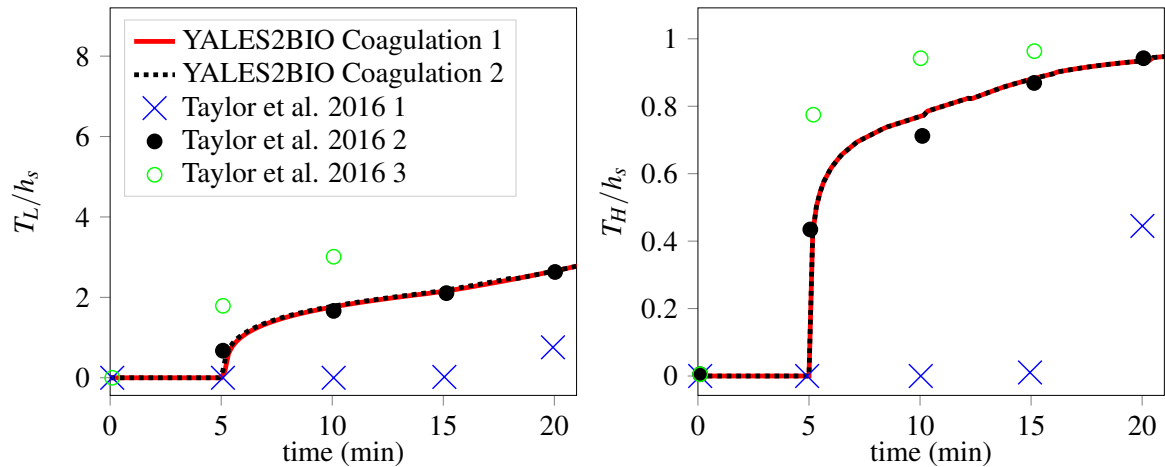 8
6
4
2
0
T_L/h_s
YALES2BIO Coagulation 1
YALES2BIO Coagulation 2
Taylor et al. 2016 1
Taylor et al. 2016 2
Taylor et al. 2016 3
0 5 10 15 20
time (min)
1
0.8
0.6
0.4
0.2
0
T_H/h_s
0 5 10 15 20
time (min)